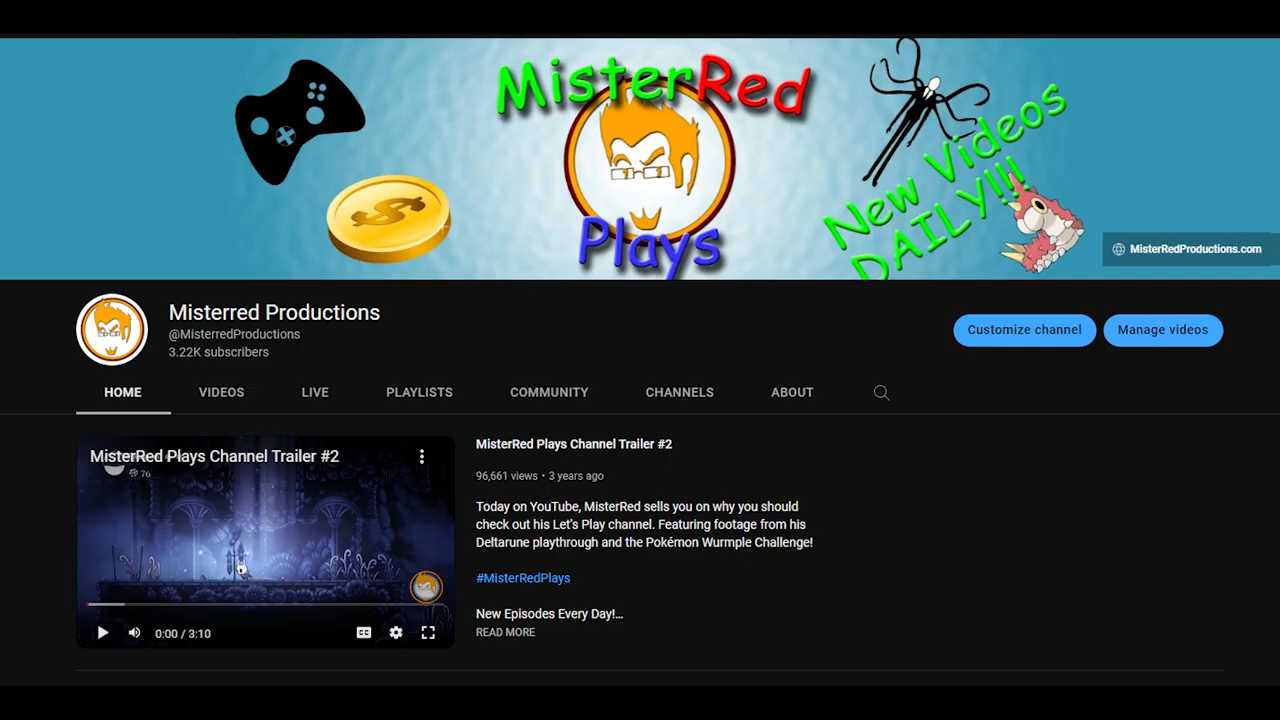 MisterRed
Plays
New Videos
DAILY!!!
MisterRedProductions.com
Misterred Productions
@MisterredProductions
3.22K subscribers
Customize channel
Manage videos
HOME
VIDEOS
LIVE
PLAYLISTS
COMMUNITY
CHANNELS
ABOUT
MisterRed Plays Channel Trailer #2
76
0:00 / 3:10
CC
MisterRed Plays Channel Trailer #2
96,661 views • 3 years ago
Today on YouTube, MisterRed sells you on why you should
check out his Let's Play channel. Featuring footage from his
Deltarune playthrough and the Pokémon Wurmple Challenge!
#MisterRedPlays
New Episodes Every Day!...
READ MORE